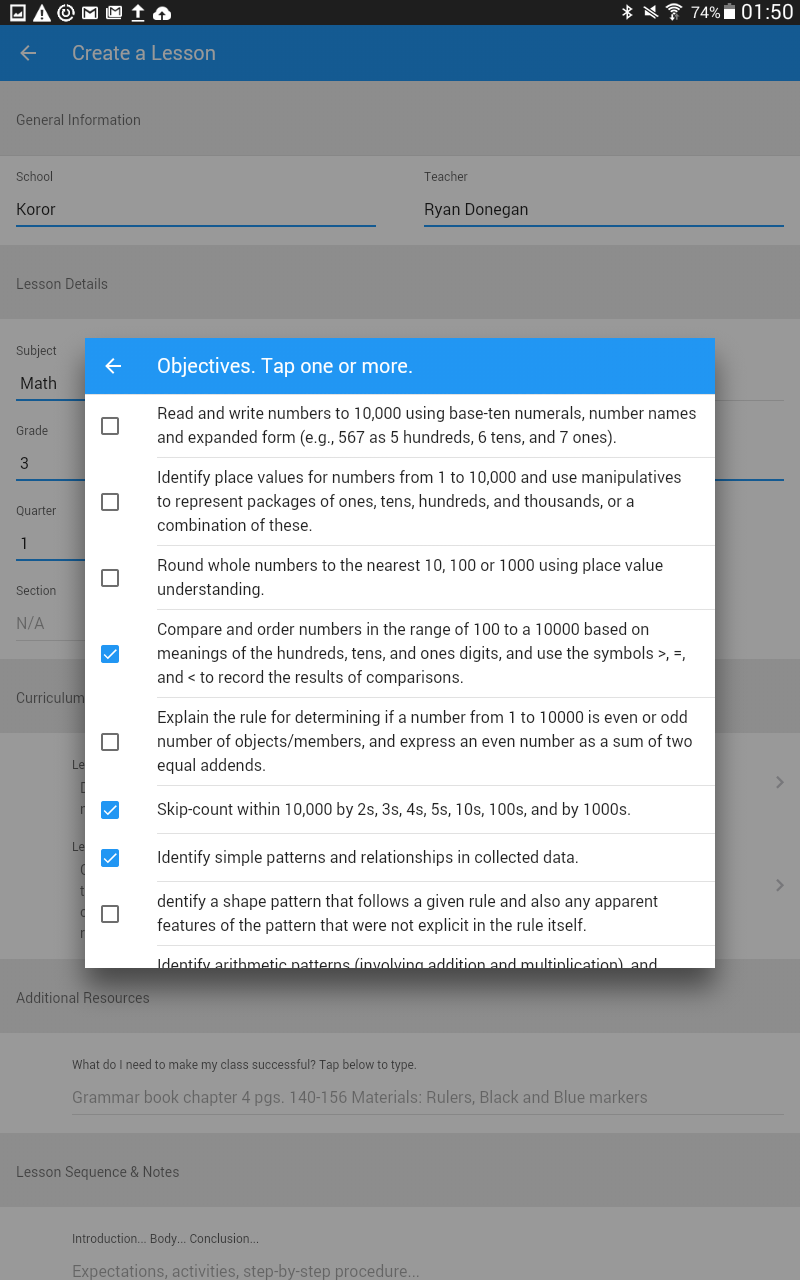 74% 01:50
Create a Lesson
General Information
School Teacher
Koror Ryan Donegan
Lesson Details
Subject
Math
Grade
3
Quarter
1
Section
N/A
Curriculum
Le
Le
Objectives. Tap one or more.
Read and write numbers to 10,000 using base-ten numerals, number names
and expanded form (e.g., 567 as 5 hundreds, 6 tens, and 7 ones).
Identify place values for numbers from 1 to 10,000 and use manipulatives
to represent packages of ones, tens, hundreds, and thousands, or a
combination of these.
Round whole numbers to the nearest 10, 100 or 1000 using place value
understanding.
Compare and order numbers in the range of 100 to a 10000 based on
meanings of the hundreds, tens, and ones digits, and use the symbols >, =,
and < to record the results of comparisons.
Explain the rule for determining if a number from 1 to 10000 is even or odd
number of objects/members, and express an even number as a sum of two
equal addends.
Skip-count within 10,000 by 2s, 3s, 4s, 5s, 10s, 100s, and by 1000s.
Identify simple patterns and relationships in collected data.
dentify a shape pattern that follows a given rule and also any apparent
features of the pattern that were not explicit in the rule itself.
Identify arithmetic patterns (involving addition and multiplication), and
Additional Resources
What do I need to make my class successful? Tap below to type.
Grammar book chapter 4 pgs. 140-156 Materials: Rulers, Black and Blue markers
Lesson Sequence & Notes
Introduction... Body... Conclusion...
Expectations, activities, step-by-step procedure...